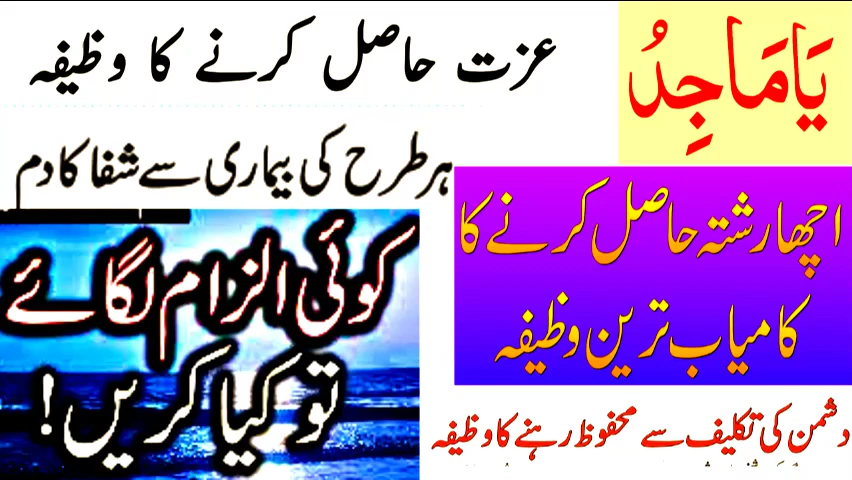 عزت حاصل کرنے کا وظیفہ
یَامَاجِدُ
ہر طرح کی بیماری سے شفا کا دم
اچھا رشتہ حاصل کرنے کا
کامیاب ترین وظیفہ
کوئی الزام لگائے
تو کیا کریں!
دشمن کی تکلیف سے محفوظ رہنے کا وظیفہ